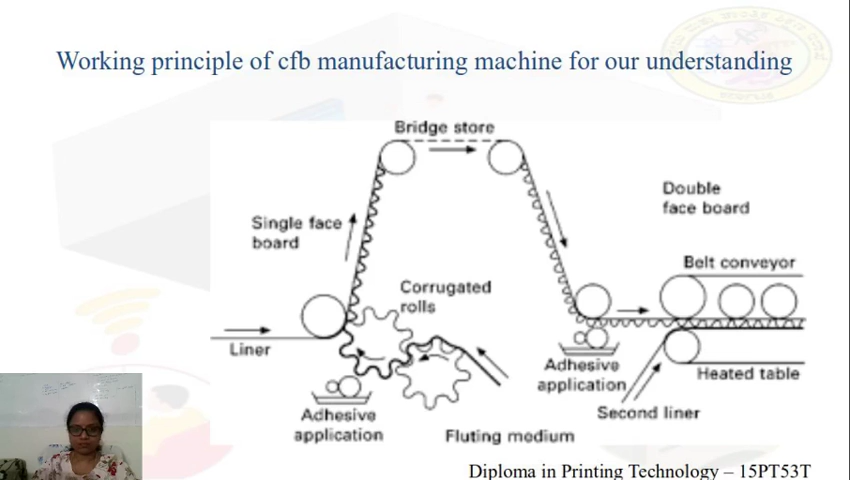 Working principle of cfb manufacturing machine for our understanding
Bridge store
Double
face board
Single face
board
Belt conveyor
Corrugated
rolls
Liner
Adhesive
application
Heated table
Second liner
Adhesive
application
Fluting medium
Diploma in Printing Technology – 15PT53T